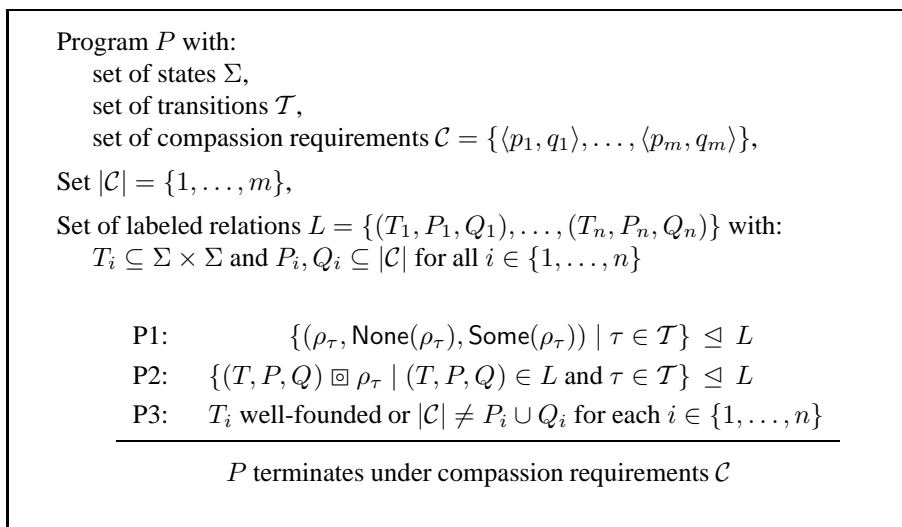 Program P with:
set of states Σ,
set of transitions 𝒯,
set of compassion requirements 𝒞 = {⟨p₁, q₁⟩, . . . , ⟨pₘ, qₘ⟩},
Set |𝒞| = {1, . . . , m},
Set of labeled relations L = {(T₁, P₁, Q₁), . . . , (Tₙ, Pₙ, Qₙ)} with:
Tᵢ ⊆ Σ × Σ and Pᵢ, Qᵢ ⊆ |𝒞| for all i ∈ {1, . . . , n}
P1: {(ρ_τ, None(ρ_τ), Some(ρ_τ)) | τ ∈ 𝒯} ⊴ L
P2: {(T, P, Q) ⊡ ρ_τ | (T, P, Q) ∈ L and τ ∈ 𝒯} ⊴ L
P3: Tᵢ well-founded or |𝒞| ≠ Pᵢ ∪ Qᵢ for each i ∈ {1, . . . , n}
P terminates under compassion requirements 𝒞